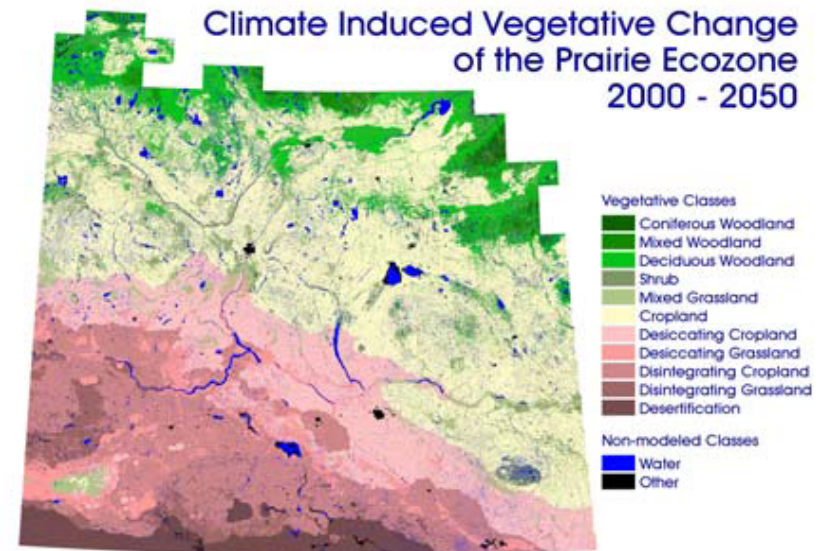 Climate Induced Vegetative Change
of the Prairie Ecozone
2000 - 2050
Vegetative Classes
Coniferous Woodland
Mixed Woodland
Deciduous Woodland
Shrub
Mixed Grassland
Cropland
Desiccating Cropland
Desiccating Grassland
Disintegrating Cropland
Disintegrating Grassland
Desertification
Non-modeled Classes
Water
Other